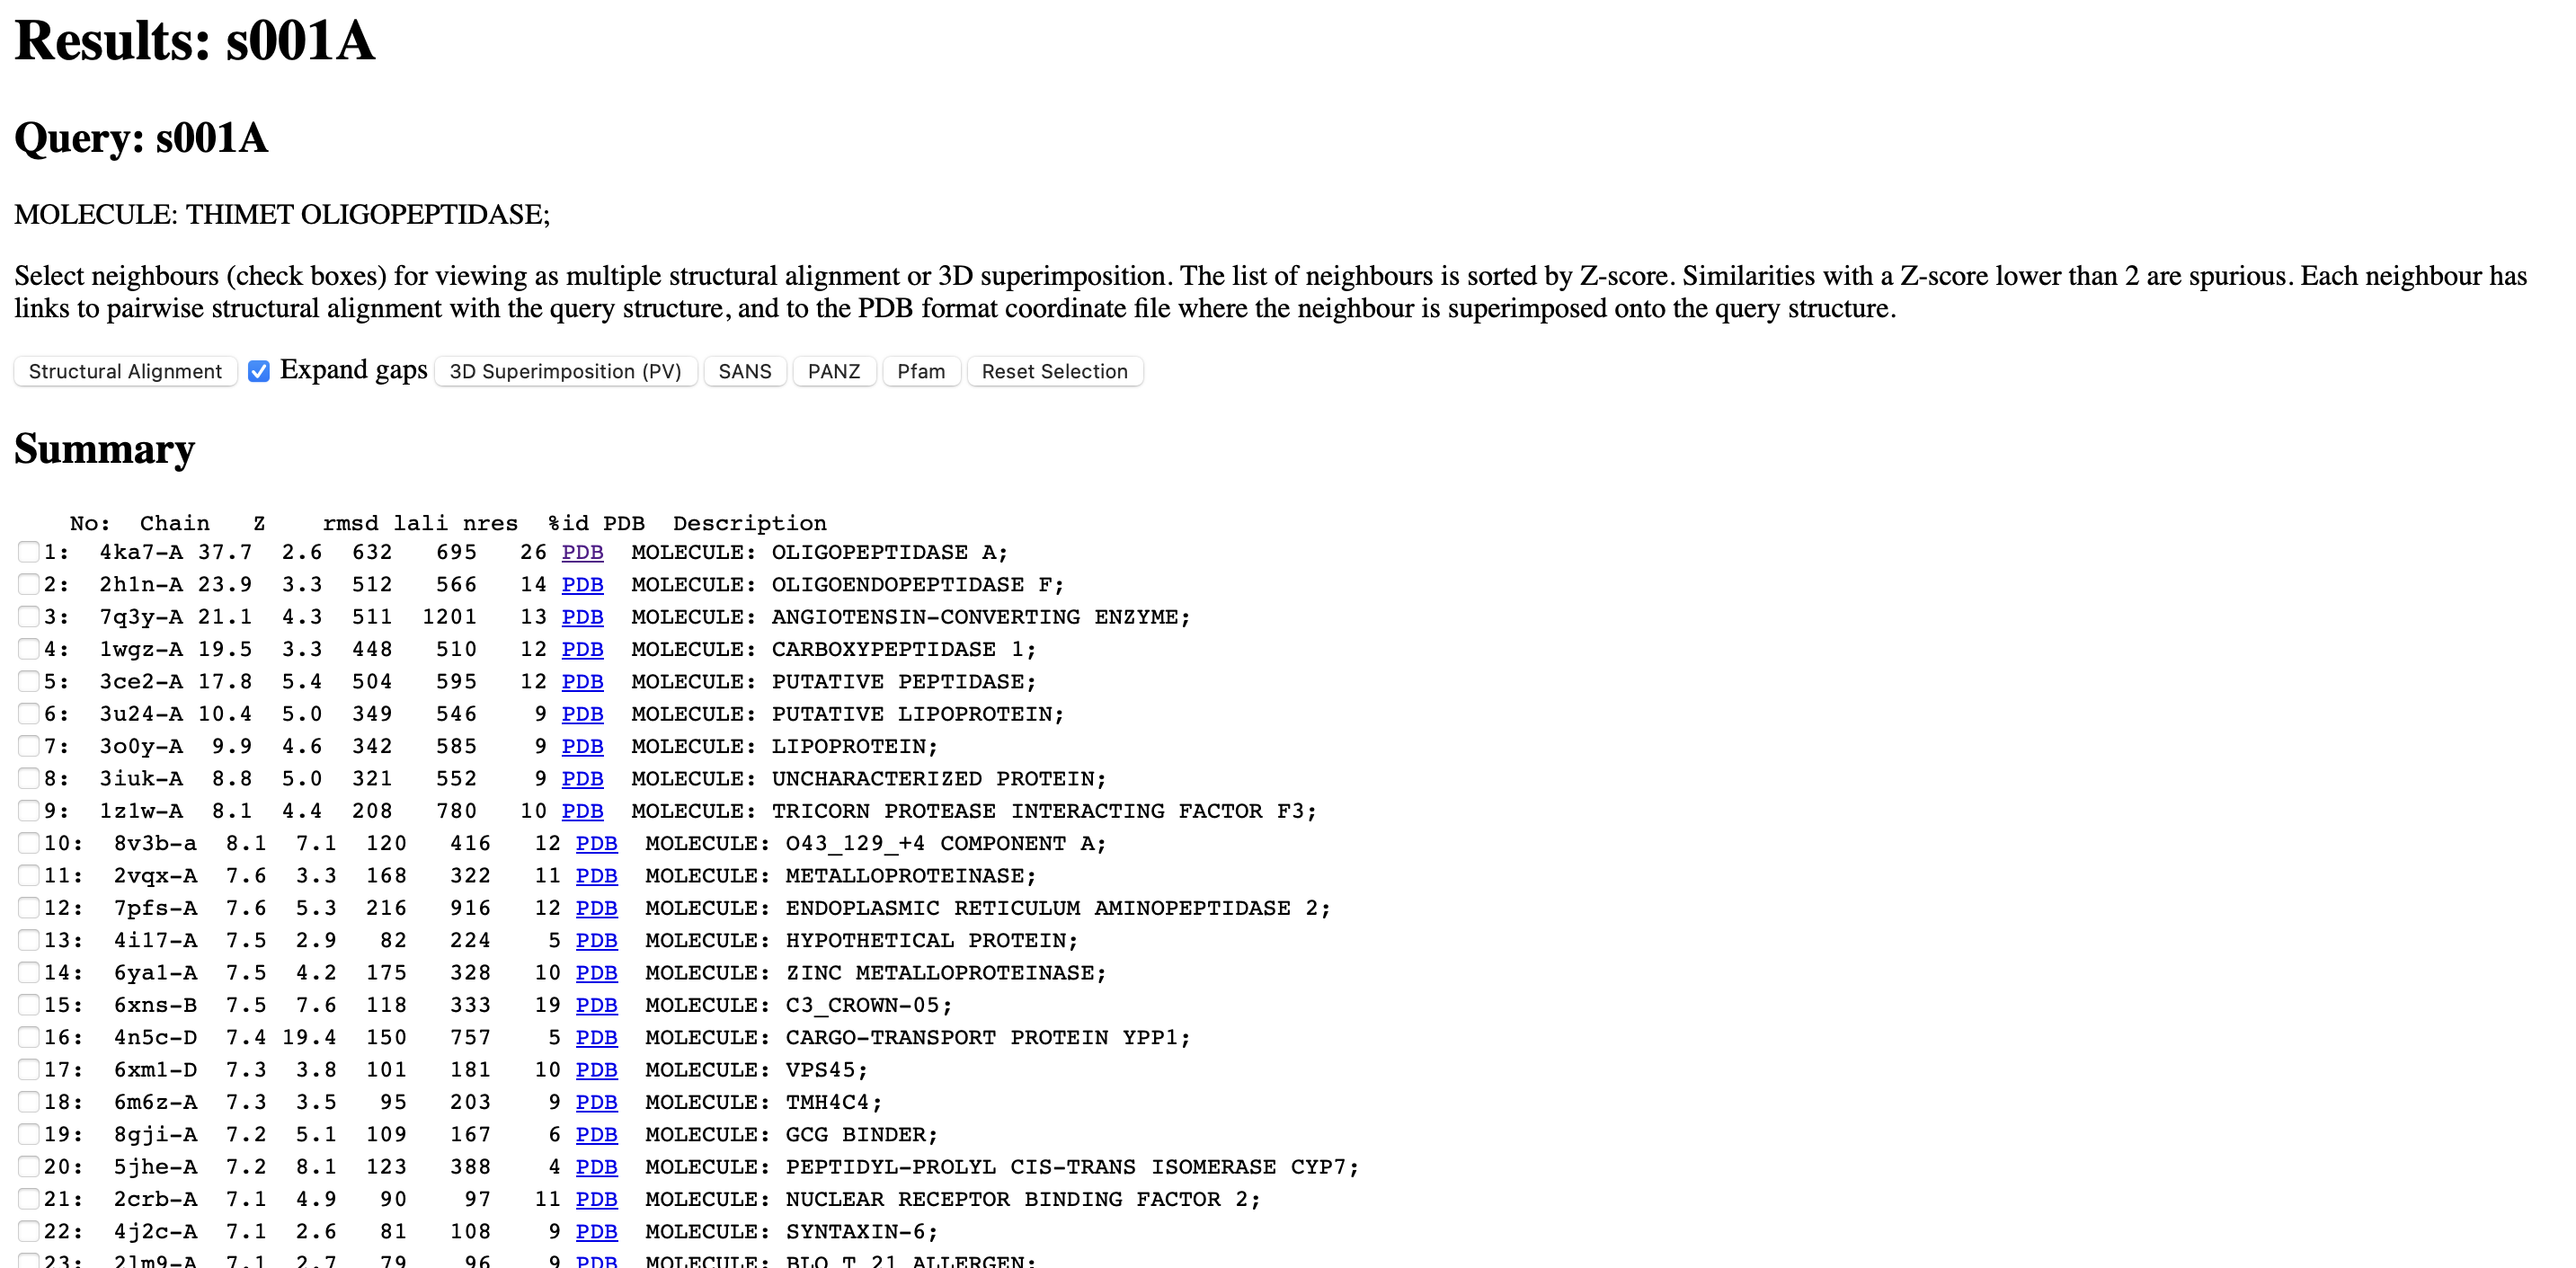 Results: s001A
Query: s001A
MOLECULE: THIMET OLIGOPEPTIDASE;
Select neighbours (check boxes) for viewing as multiple structural alignment or 3D superimposition. The list of neighbours is sorted by Z-score. Similarities with a Z-score lower than 2 are spurious. Each neighbour has
links to pairwise structural alignment with the query structure, and to the PDB format coordinate file where the neighbour is superimposed onto the query structure.
Structural Alignment Expand gaps 3D Superimposition (PV) SANS PANZ Pfam Reset Selection
Summary
No: Chain Z rmsd lali nres %id PDB Description
1: 4ka7-A 37.7 2.6 632 695 26 PDB MOLECULE: OLIGOPEPTIDASE A;
2: 2h1n-A 23.9 3.3 512 566 14 PDB MOLECULE: OLIGOENDOPEPTIDASE F;
3: 7q3y-A 21.1 4.3 511 1201 13 PDB MOLECULE: ANGIOTENSIN-CONVERTING ENZYME;
4: 1wgz-A 19.5 3.3 448 510 12 PDB MOLECULE: CARBOXYPEPTIDASE 1;
5: 3ce2-A 17.8 5.4 504 595 12 PDB MOLECULE: PUTATIVE PEPTIDASE;
6: 3u24-A 10.4 5.0 349 546 9 PDB MOLECULE: PUTATIVE LIPOPROTEIN;
7: 3o0y-A 9.9 4.6 342 585 9 PDB MOLECULE: LIPOPROTEIN;
8: 3iuk-A 8.8 5.0 321 552 9 PDB MOLECULE: UNCHARACTERIZED PROTEIN;
9: 1z1w-A 8.1 4.4 208 780 10 PDB MOLECULE: TRICORN PROTEASE INTERACTING FACTOR F3;
10: 8v3b-a 8.1 7.1 120 416 12 PDB MOLECULE: O43_129_+4 COMPONENT A;
11: 2vqx-A 7.6 3.3 168 322 11 PDB MOLECULE: METALLOPROTEINASE;
12: 7pfs-A 7.6 5.3 216 916 12 PDB MOLECULE: ENDOPLASMIC RETICULUM AMINOPEPTIDASE 2;
13: 4i17-A 7.5 2.9 82 224 5 PDB MOLECULE: HYPOTHETICAL PROTEIN;
14: 6ya1-A 7.5 4.2 175 328 10 PDB MOLECULE: ZINC METALLOPROTEINASE;
15: 6xns-B 7.5 7.6 118 333 19 PDB MOLECULE: C3_CROWN-05;
16: 4n5c-D 7.4 19.4 150 757 5 PDB MOLECULE: CARGO-TRANSPORT PROTEIN YPP1;
17: 6xm1-D 7.3 3.8 101 181 10 PDB MOLECULE: VPS45;
18: 6m6z-A 7.3 3.5 95 203 9 PDB MOLECULE: TMH4C4;
19: 8gji-A 7.2 5.1 109 167 6 PDB MOLECULE: GCG BINDER;
20: 5jhe-A 7.2 8.1 123 388 4 PDB MOLECULE: PEPTIDYL-PROLYL CIS-TRANS ISOMERASE CYP7;
21: 2crb-A 7.1 4.9 90 97 11 PDB MOLECULE: NUCLEAR RECEPTOR BINDING FACTOR 2;
22: 4j2c-A 7.1 2.6 81 108 9 PDB MOLECULE: SYNTAXIN-6;
23: 2lm9-A 7.1 2.7 79 96 9 PDB MOLECULE: BLO T 21 ALLERGEN;